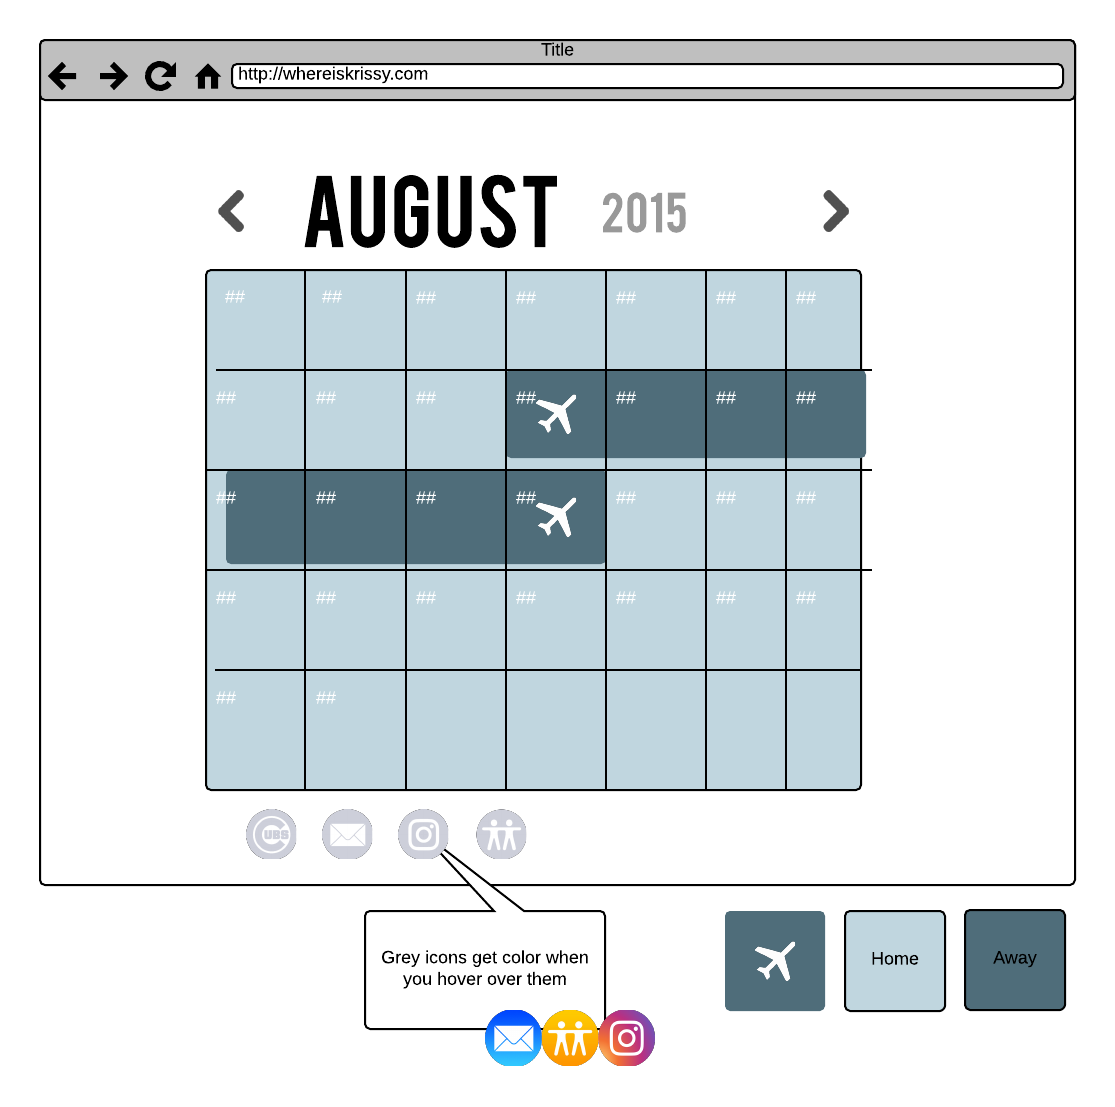 Title
http://whereiskrissy.com
AUGUST 2015
## ## ## ## ## ## ##
## ## ## ## ## ## ##
## ## ## ## ## ## ##
## ## ## ## ## ## ##
## ##
CUBS
Grey icons get color when
you hover over them
Home
Away